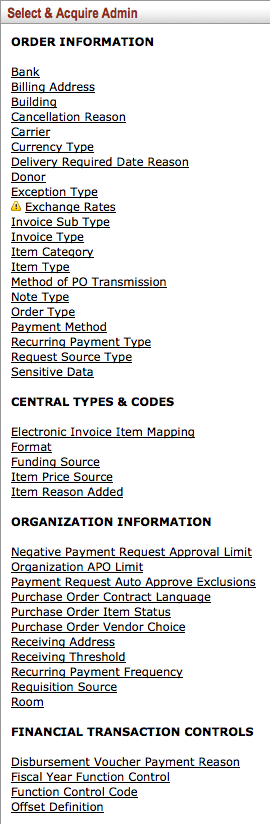 Select & Acquire Admin
ORDER INFORMATION
Bank
Billing Address
Building
Cancellation Reason
Carrier
Currency Type
Delivery Required Date Reason
Donor
Exception Type
Exchange Rates
Invoice Sub Type
Invoice Type
Item Category
Item Type
Method of PO Transmission
Note Type
Order Type
Payment Method
Recurring Payment Type
Request Source Type
Sensitive Data
CENTRAL TYPES & CODES
Electronic Invoice Item Mapping
Format
Funding Source
Item Price Source
Item Reason Added
ORGANIZATION INFORMATION
Negative Payment Request Approval Limit
Organization APO Limit
Payment Request Auto Approve Exclusions
Purchase Order Contract Language
Purchase Order Item Status
Purchase Order Vendor Choice
Receiving Address
Receiving Threshold
Recurring Payment Frequency
Requisition Source
Room
FINANCIAL TRANSACTION CONTROLS
Disbursement Voucher Payment Reason
Fiscal Year Function Control
Function Control Code
Offset Definition